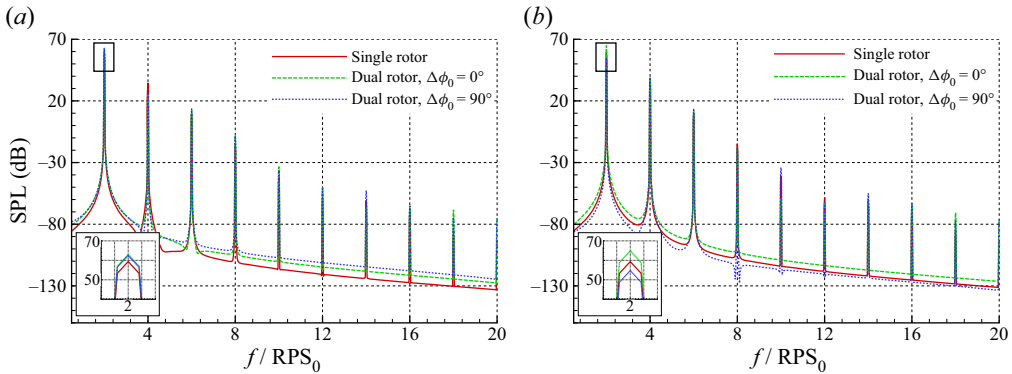 (a)
70
20
−30
−80
−130
SPL (dB)
Single rotor
Dual rotor, Δϕ0 = 0°
Dual rotor, Δϕ0 = 90°
70
50
2
4
8
12
16
20
f / RPS0
(b)
70
20
−30
−80
−130
Single rotor
Dual rotor, Δϕ0 = 0°
Dual rotor, Δϕ0 = 90°
70
50
2
4
8
12
16
20
f / RPS0